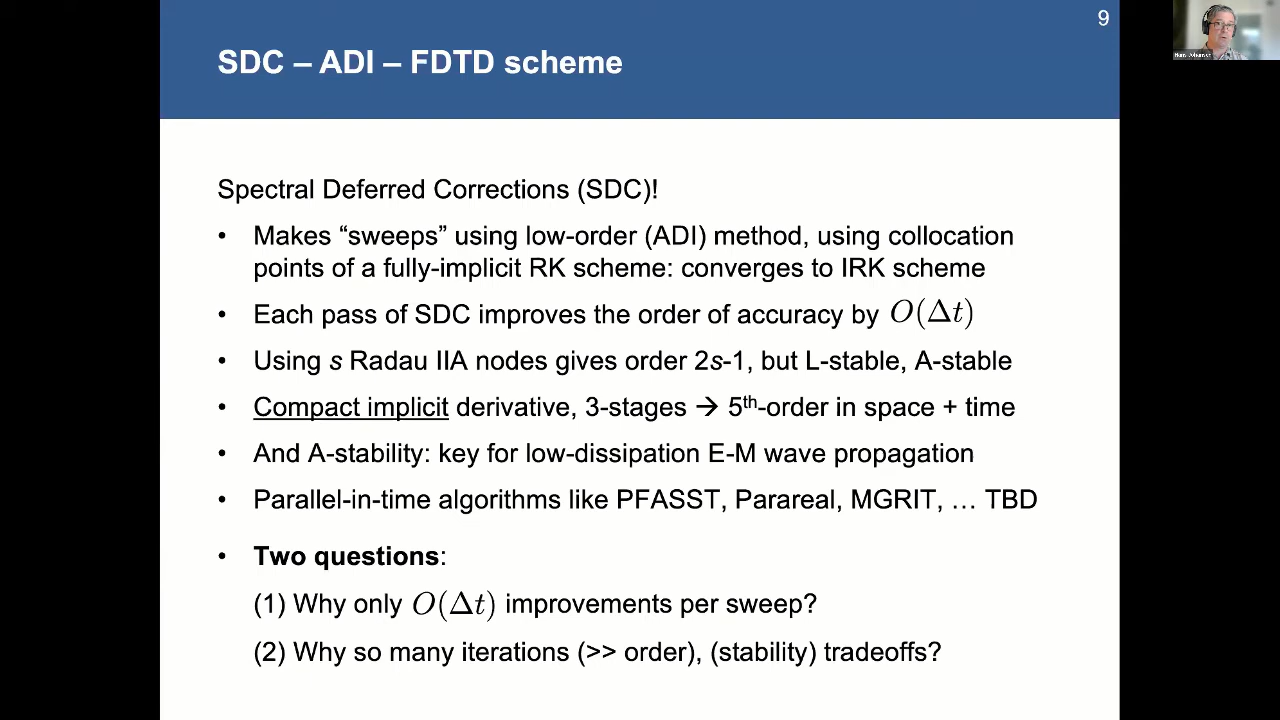 9
SDC – ADI – FDTD scheme
Spectral Deferred Corrections (SDC)!
• Makes “sweeps” using low-order (ADI) method, using collocation
points of a fully-implicit RK scheme: converges to IRK scheme
• Each pass of SDC improves the order of accuracy by O(Δt)
• Using s Radau IIA nodes gives order 2s-1, but L-stable, A-stable
• Compact implicit derivative, 3-stages → 5th-order in space + time
• And A-stability: key for low-dissipation E-M wave propagation
• Parallel-in-time algorithms like PFASST, Parareal, MGRIT, … TBD
• Two questions:
(1) Why only O(Δt) improvements per sweep?
(2) Why so many iterations (>> order), (stability) tradeoffs?